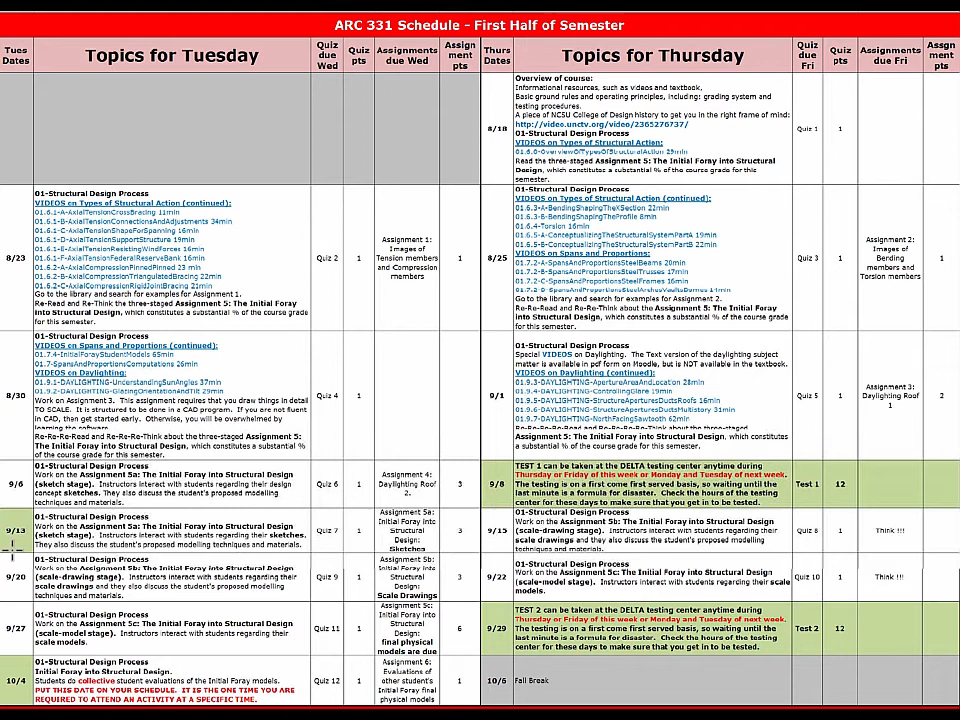 ARC 331 Schedule - First Half of Semester
Tues Dates
Topics for Tuesday
Quiz due Wed
Quiz pts
Assignments due Wed
Assign ment pts
Thurs Dates
Topics for Thursday
Quiz due Fri
Quiz pts
Assignments due Fri
Assgn ment pts
8/18
Overview of course:
Informational resources, such as videos and textbook,
Basic ground rules and operating principles, including: grading system and
testing procedures.
A piece of NCSU College of Design history to get you in the right frame of mind:
http://video.unctv.org/video/2365276737/
01-Structural Design Process
VIDEOS on Types of Structural Action:
01.6.0-OverviewOfTypesOfStructuralAction 29min
Read the three-staged Assignment 5: The Initial Foray into Structural
Design, which constitutes a substantial % of the course grade for this
semester.
Quiz 1
1
8/23
01-Structural Design Process
VIDEOS on Types of Structural Action (continued):
01.6.1-A-AxialTensionCrossBracing 11min
01.6.1-B-AxialTensionConnectionsAndAdjustments 34min
01.6.1-C-AxialTensionShapeForSpanning 16min
01.6.1-D-AxialTensionSupportStructure 19min
01.6.1-E-AxialTensionResistingWindForces 16min
01.6.1-F-AxialTensionFederalReserveBank 16min
01.6.2-A-AxialCompressionPinnedPinned 23 min
01.6.2-B-AxialCompressionTriangulatedBracing 22min
01.6.2-C-AxialCompressionRigidJointBracing 21min
Go to the library and search for examples for Assignment 1.
Re-Read and Re-Think the three-staged Assignment 5: The Initial Foray
into Structural Design, which constitutes a substantial % of the course grade
for this semester.
Quiz 2
1
Assignment 1:
Images of
Tension members
and Compression
members
1
8/25
01-Structural Design Process
VIDEOS on Types of Structural Action (continued):
01.6.3-A-BendingShapingTheXSection 22min
01.6.3-B-BendingShapingTheProfile 8min
01.6.4-Torsion 16min
01.6.5-A-ConceptualizingTheStructuralSystemPartA 19min
01.6.5-B-ConceptualizingTheStructuralSystemPartB 22min
VIDEOS on Spans and Proportions:
01.7.2-A-SpansAndProportionsSteelBeams 20min
01.7.2-B-SpansAndProportionsSteelTrusses 17min
01.7.2-C-SpansAndProportionsSteelFrames 16min
01.7.2-D-SpansAndProportionsSteelArchesVaultsDomes 14min
Go to the library and search for examples for Assignment 2.
Re-Re-Read and Re-Re-Think about the three-staged Assignment 5: The Initial
Foray into Structural Design, which constitutes a substantial % of the course grade
for this semester.
Quiz 3
1
Assignment 2:
Images of
Bending
members and
Torsion members
1
8/30
01-Structural Design Process
VIDEOS on Spans and Proportions (continued):
01.7.4-InitialForayStudentModels 65min
01.7-SpansAndProportionsComputations 26min
VIDEOS on Daylighting:
01.9.1-DAYLIGHTING-UnderstandingSunAngles 37min
01.9.2-DAYLIGHTING-GlazingOrientationAndTilt 29min
Work on Assignment 3. This assignment requires that you draw things in detail
TO SCALE. It is structured to be done in a CAD program. If you are not fluent
in CAD, then get started early. Otherwise, you will be overwhelmed by
learning the software.
Re-Re-Re-Read and Re-Re-Re-Think about the three-staged Assignment 5:
The Initial Foray into Structural Design, which constitutes a substantial %
of the course grade for this semester.
Quiz 4
1
9/1
01-Structural Design Process
Special VIDEOS on Daylighting. The Text version of the daylighting subject
matter is available in pdf form on Moodle, but is NOT available in the textbook.
VIDEOS on Daylighting (continued):
01.9.3-DAYLIGHTING-ApertureAreaAndLocation 28min
01.9.4-DAYLIGHTING-ControllingGlare 19min
01.9.5-DAYLIGHTING-StructureAperturesDuctsRoofs 16min
01.9.6-DAYLIGHTING-StructureAperturesDuctsMultistory 31min
01.9.7-DAYLIGHTING-NorthFacingSawtooth 62min
Re-Re-Re-Read and Re-Re-Re-Think about the three-staged
Assignment 5: The Initial Foray into Structural Design, which constitutes
a substantial % of the course grade for this semester.
Quiz 5
1
Assignment 3:
Daylighting Roof
1
2
9/6
01-Structural Design Process
Work on the Assignment 5a: The Initial Foray into Structural Design
(sketch stage). Instructors interact with students regarding their design
concept sketches. They also discuss the student's proposed modelling
techniques and materials.
Quiz 6
1
Assignment 4:
Daylighting Roof
2.
3
9/8
TEST 1 can be taken at the DELTA testing center anytime during
Thursday or Friday of this week or Monday and Tuesday of next week.
The testing is on a first come first served basis, so waiting until the
last minute is a formula for disaster. Check the hours of the testing
center for these days to make sure that you get in to be tested.
Test 1
12
9/13
01-Structural Design Process
Work on the Assignment 5a: The Initial Foray into Structural Design
(sketch stage). Instructors interact with students regarding their sketches.
They also discuss the student's proposed modelling techniques and materials.
Quiz 7
1
Assignment 5a:
Initial Foray into
Structural
Design:
Sketches
3
9/15
01-Structural Design Process
Work on the Assignment 5b: The Initial Foray into Structural Design
(scale-drawing stage). Instructors interact with students regarding their
scale drawings and they also discuss the student's proposed modelling
techniques and materials.
Quiz 8
1
Think !!!
9/20
01-Structural Design Process
Work on the Assignment 5b: The Initial Foray into Structural Design
(scale-drawing stage). Instructors interact with students regarding their
scale drawings and they also discuss the student's proposed modelling
techniques and materials.
Quiz 9
1
Assignment 5b:
Initial Foray into
Structural
Design:
Scale Drawings
3
9/22
01-Structural Design Process
Work on the Assignment 5c: The Initial Foray into Structural Design
(scale-model stage). Instructors interact with students regarding their scale
models.
Quiz 10
1
Think !!!
9/27
01-Structural Design Process
Work on the Assignment 5c: The Initial Foray into Structural Design
(scale-model stage). Instructors interact with students regarding their
scale models.
Quiz 11
1
Assignment 5c:
Initial Foray into
Structural
Design:
final physical
models are due
6
9/29
TEST 2 can be taken at the DELTA testing center anytime during
Thursday or Friday of this week or Monday and Tuesday of next week.
The testing is on a first come first served basis, so waiting until the
last minute is a formula for disaster. Check the hours of the testing
center for these days to make sure that you get in to be tested.
Test 2
12
10/4
01-Structural Design Process
Initial Foray into Structural Design.
Students do collective student evaluations of the Initial Foray models.
PUT THIS DATE ON YOUR SCHEDULE. IT IS THE ONE TIME YOU ARE
REQUIRED TO ATTEND AN ACTIVITY AT A SPECIFIC TIME.
Quiz 12
1
Assignment 6:
Evaluations of
other student's
Initial Foray final
physical models
1
10/6
Fall Break